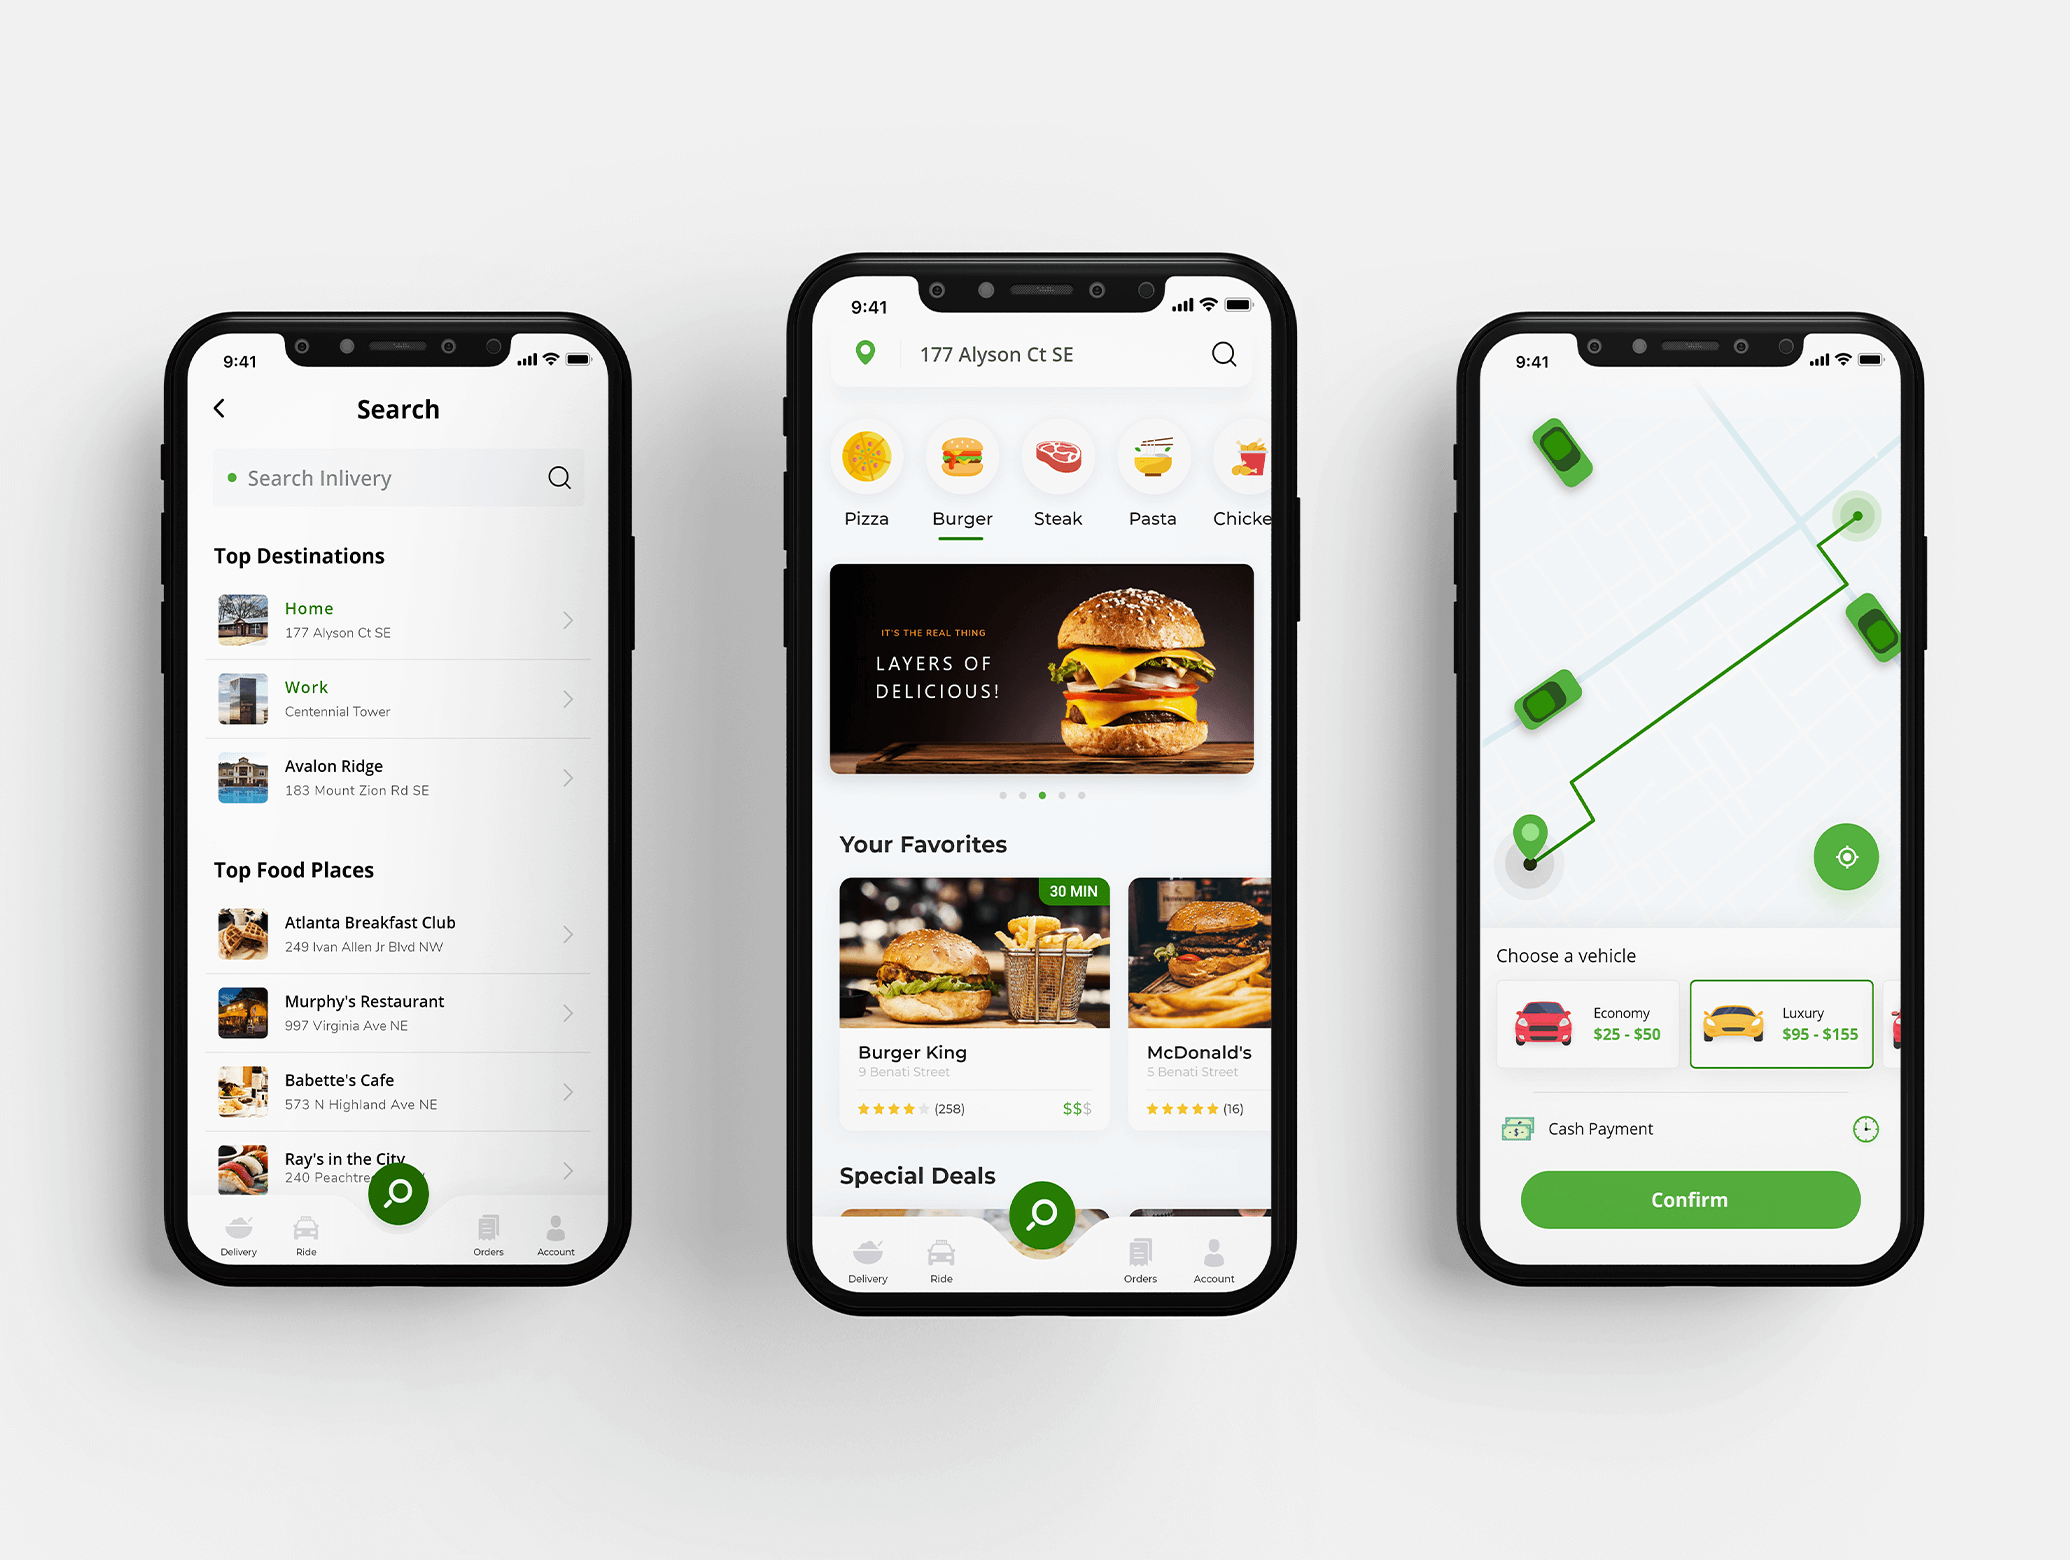 9:41
Search
Search Inlivery
Top Destinations
Home
177 Alyson Ct SE
Work
Centennial Tower
Avalon Ridge
183 Mount Zion Rd SE
Top Food Places
Atlanta Breakfast Club
249 Ivan Allen Jr Blvd NW
Murphy's Restaurant
997 Virginia Ave NE
Babette's Cafe
573 N Highland Ave NE
Ray's in the City
240 Peachtre
Delivery
Ride
Orders
Account
9:41
177 Alyson Ct SE
Pizza
Burger
Steak
Pasta
Chicke
IT'S THE REAL THING
LAYERS OF
DELICIOUS!
Your Favorites
30 MIN
Burger King
9 Benati Street
(258)
$$$
McDonald's
5 Benati Street
(16)
Special Deals
Delivery
Ride
Orders
Account
9:41
Choose a vehicle
Economy
$25 - $50
Luxury
$95 - $155
Cash Payment
Confirm